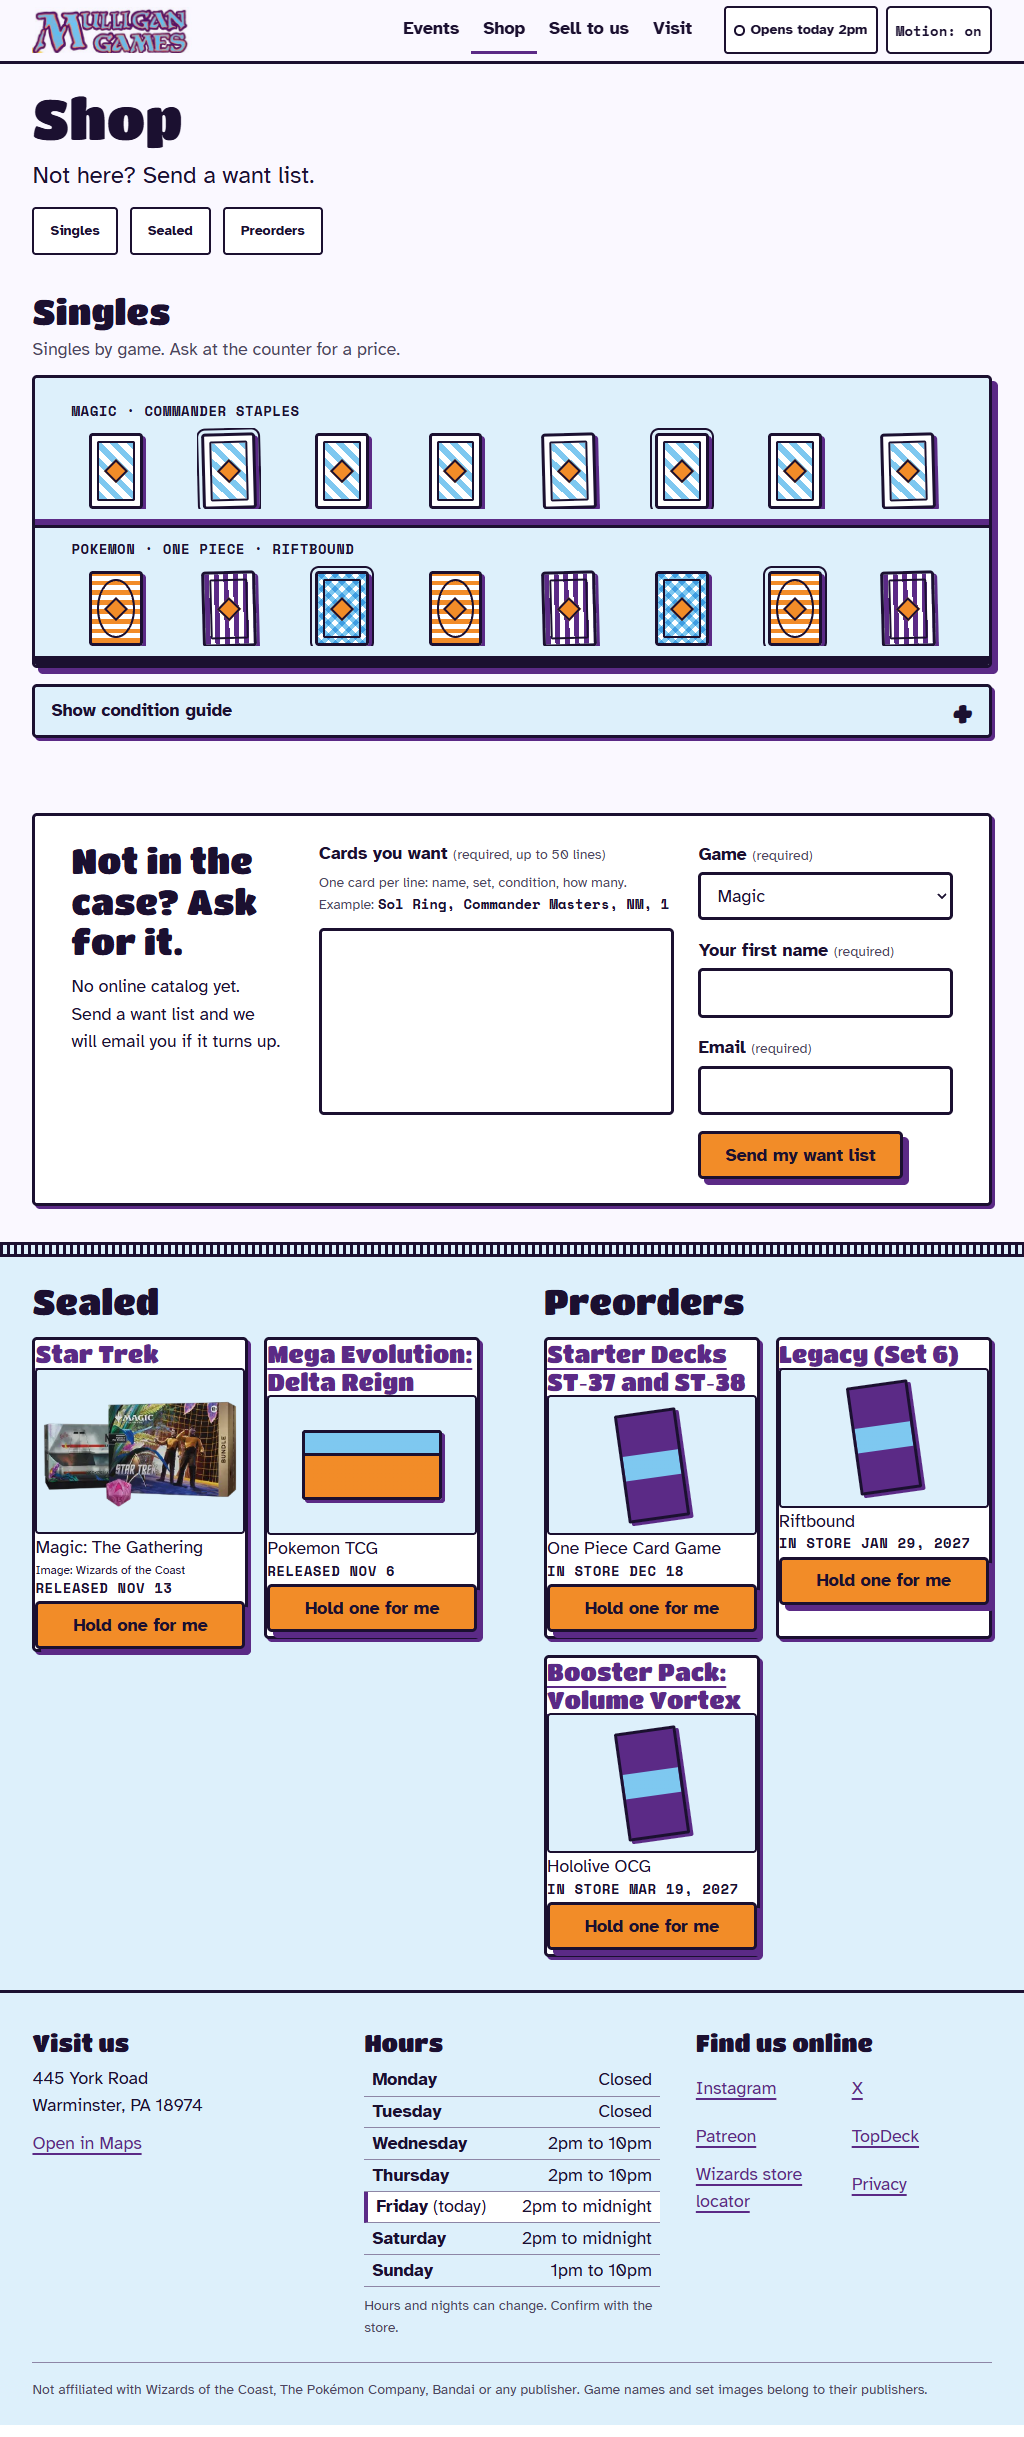 MULLIGAN
GAMES
Events Shop Sell to us Visit
Opens today 2pm
Motion: on
Shop
Not here? Send a want list.
Singles Sealed Preorders
Singles
Singles by game. Ask at the counter for a price.
MAGIC · COMMANDER STAPLES
POKEMON · ONE PIECE · RIFTBOUND
Show condition guide
Not in the
case? Ask
for it.
No online catalog yet.
Send a want list and we
will email you if it turns up.
Cards you want (required, up to 50 lines)
One card per line: name, set, condition, how many.
Example: Sol Ring, Commander Masters, NM, 1
Game (required)
Magic
Your first name (required)
Email (required)
Send my want list
Sealed
Star Trek
MAGIC
STAR TREK
BUNDLE
Magic: The Gathering
Image: Wizards of the Coast
RELEASED NOV 13
Hold one for me
Mega Evolution:
Delta Reign
Pokemon TCG
RELEASED NOV 6
Hold one for me
Preorders
Starter Decks
ST-37 and ST-38
One Piece Card Game
IN STORE DEC 18
Hold one for me
Legacy (Set 6)
Riftbound
IN STORE JAN 29, 2027
Hold one for me
Booster Pack:
Volume Vortex
Hololive OCG
IN STORE MAR 19, 2027
Hold one for me
Visit us
445 York Road
Warminster, PA 18974
Open in Maps
Hours
Monday Closed
Tuesday Closed
Wednesday 2pm to 10pm
Thursday 2pm to 10pm
Friday (today) 2pm to midnight
Saturday 2pm to midnight
Sunday 1pm to 10pm
Hours and nights can change. Confirm with the
store.
Find us online
Instagram X
Patreon TopDeck
Wizards store
locator
Privacy
Not affiliated with Wizards of the Coast, The Pokémon Company, Bandai or any publisher. Game names and set images belong to their publishers.